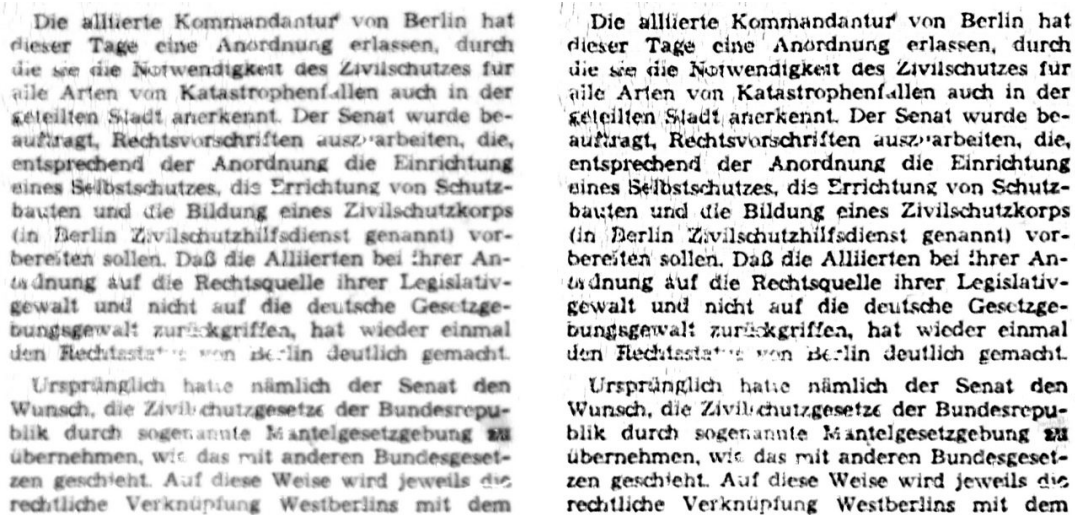 Die alliierte Kommandantur von Berlin hat
dieser Tage eine Anordnung erlassen, durch
die sie die Notwendigkeit des Zivilschutzes für
alle Arten von Katastrophenfällen auch in der
geteilten Stadt anerkennt. Der Senat wurde be-
auftragt, Rechtsvorschriften auszuarbeiten, die,
entsprechend der Anordnung die Einrichtung
eines Selbstschutzes, die Errichtung von Schutz-
bauten und die Bildung eines Zivilschutzkorps
(in Berlin Zivilschutzhilfsdienst genannt) vor-
bereiten sollen. Daß die Alliierten bei ihrer An-
ordnung auf die Rechtsquelle ihrer Legislativ-
gewalt und nicht auf die deutsche Gesetzge-
bungsgewalt zurückgriffen, hat wieder einmal
den Rechtsstatus von Berlin deutlich gemacht.
Ursprünglich hatte nämlich der Senat den
Wunsch, die Zivilschutzgesetze der Bundesrepu-
blik durch sogenannte Mantelgesetzgebung zu
übernehmen, wie das mit anderen Bundesgeset-
zen geschieht. Auf diese Weise wird jeweils die
rechtliche Verknüpfung Westberlins mit dem
Die alliierte Kommandantur von Berlin hat
dieser Tage eine Anordnung erlassen, durch
die sie die Notwendigkeit des Zivilschutzes für
alle Arten von Katastrophenfällen auch in der
geteilten Stadt anerkennt. Der Senat wurde be-
auftragt, Rechtsvorschriften auszuarbeiten, die,
entsprechend der Anordnung die Einrichtung
eines Selbstschutzes, die Errichtung von Schutz-
bauten und die Bildung eines Zivilschutzkorps
(in Berlin Zivilschutzhilfsdienst genannt) vor-
bereiten sollen. Daß die Alliierten bei ihrer An-
ordnung auf die Rechtsquelle ihrer Legislativ-
gewalt und nicht auf die deutsche Gesetzge-
bungsgewalt zurückgriffen, hat wieder einmal
den Rechtsstatus von Berlin deutlich gemacht.
Ursprünglich hatte nämlich der Senat den
Wunsch, die Zivilschutzgesetze der Bundesrepu-
blik durch sogenannte Mantelgesetzgebung zu
übernehmen, wie das mit anderen Bundesgeset-
zen geschieht. Auf diese Weise wird jeweils die
rechtliche Verknüpfung Westberlins mit dem